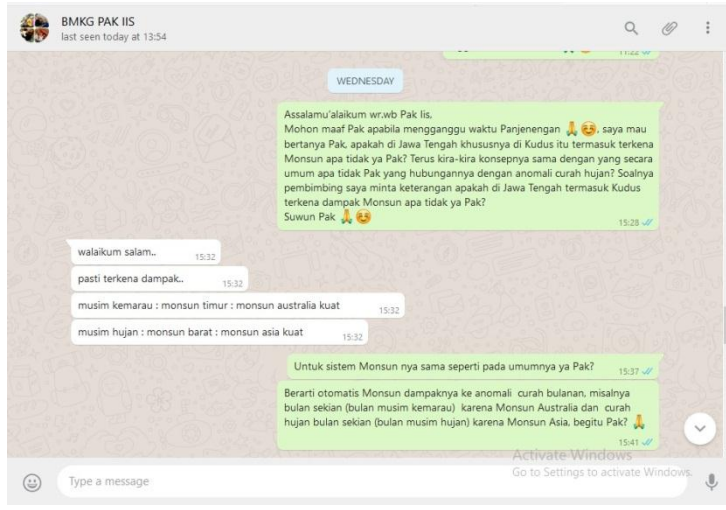 BMKG PAK IIS
last seen today at 13:54
11:22
WEDNESDAY
Assalamu'alaikum wr.wb Pak Iis,
Mohon maaf Pak apabila mengganggu waktu Panjenengan 🙏😊, saya mau
bertanya Pak, apakah di Jawa Tengah khususnya di Kudus itu termasuk terkena
Monsun apa tidak ya Pak? Terus kira-kira konsepnya sama dengan yang secara
umum apa tidak Pak yang hubungannya dengan anomali curah hujan? Soalnya
pembimbing saya minta keterangan apakah di Jawa Tengah termasuk Kudus
terkena dampak Monsun apa tidak ya Pak?
Suwun Pak 🙏😊
15:28
walaikum salam..
15:32
pasti terkena dampak..
15:32
musim kemarau : monsun timur : monsun australia kuat
15:32
musim hujan : monsun barat : monsun asia kuat
15:32
Untuk sistem Monsun nya sama seperti pada umumnya ya Pak?
15:37
Berarti otomatis Monsun dampaknya ke anomali curah bulanan, misalnya
bulan sekian (bulan musim kemarau) karena Monsun Australia dan curah
hujan bulan sekian (bulan musim hujan) karena Monsun Asia, begitu Pak? 🙏
15:41
Activate Windows
Go to Settings to activate Windows.
Type a message